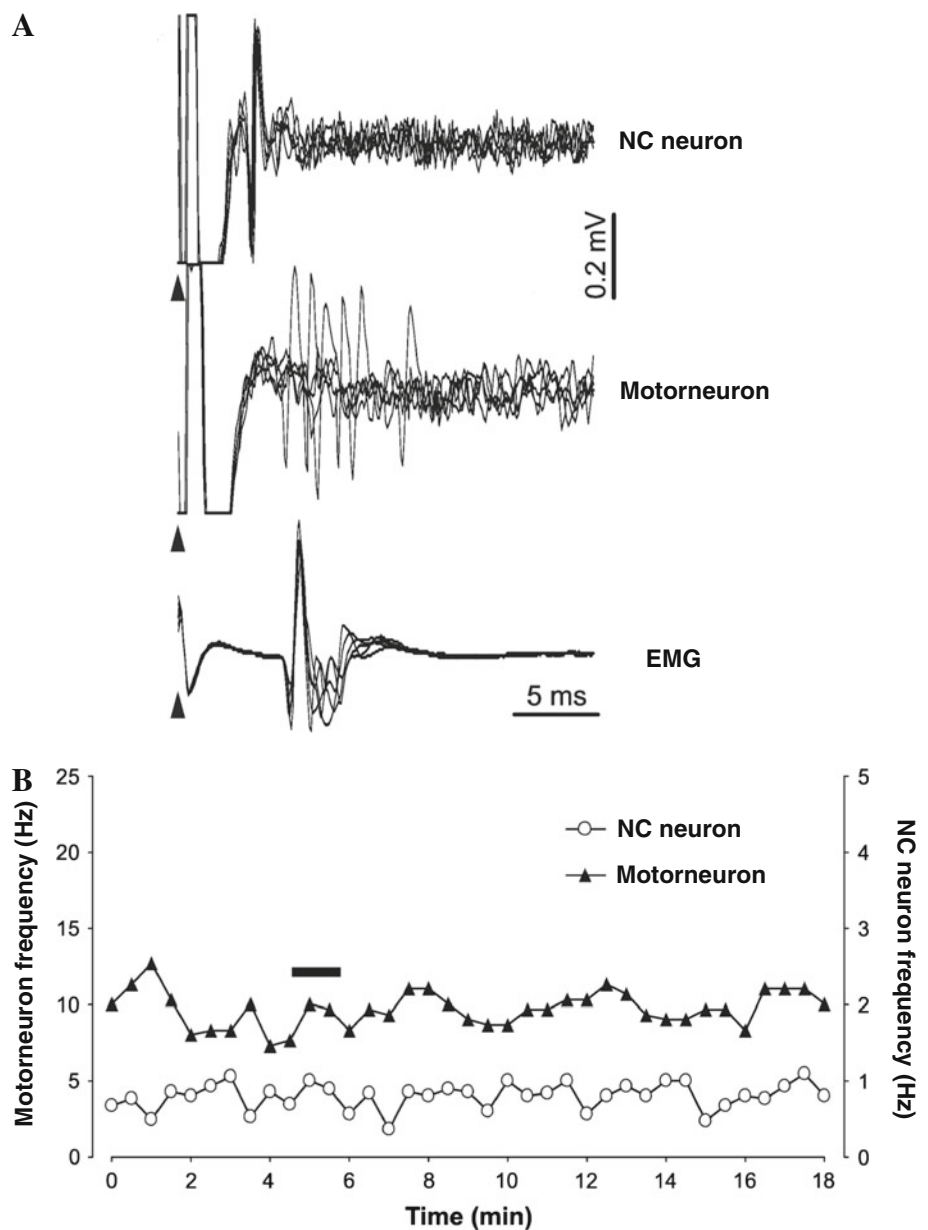 A
NC neuron
0.2 mV
Motorneuron
EMG
5 ms
B
Motorneuron frequency (Hz)
25
20
15
10
5
0
NC neuron
Motorneuron
5
4
3
2
1
0
NC neuron frequency (Hz)
0 2 4 6 8 10 12 14 16 18
Time (min)